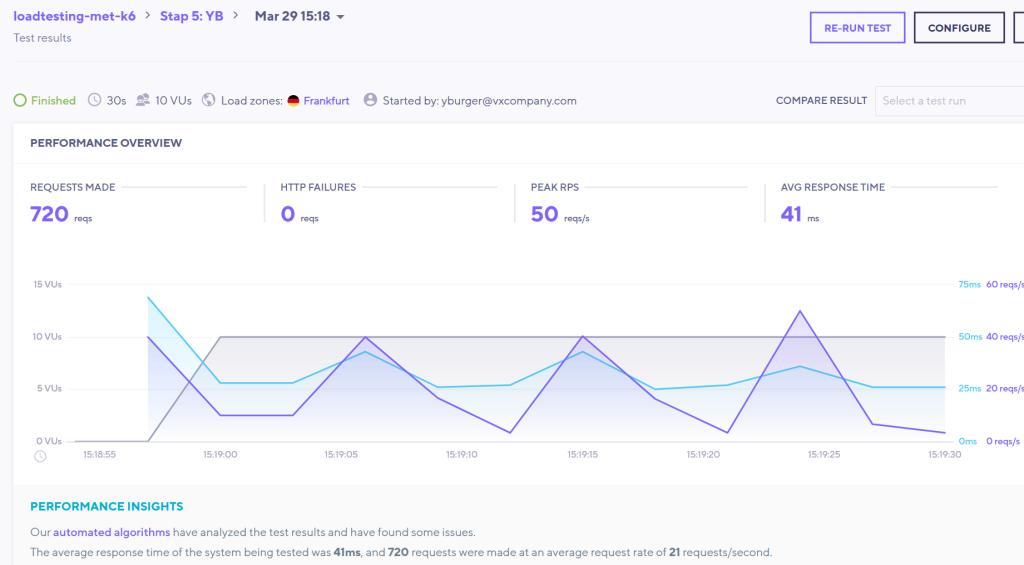 loadtesting-met-k6 > Stap 5: YB > Mar 29 15:18
RE-RUN TEST CONFIGURE
Test results
Finished 30s 10 VUs Load zones: Frankfurt Started by: yburger@vxcompany.com COMPARE RESULT Select a test run
PERFORMANCE OVERVIEW
REQUESTS MADE HTTP FAILURES PEAK RPS AVG RESPONSE TIME
720 reqs 0 reqs 50 reqs/s 41 ms
15 VUs 75ms 60 reqs/s
10 VUs 50ms 40 reqs/s
5 VUs 25ms 20 reqs/s
0 VUs 0ms 0 reqs/s
15:18:55 15:19:00 15:19:05 15:19:10 15:19:15 15:19:20 15:19:25 15:19:30
PERFORMANCE INSIGHTS
Our automated algorithms have analyzed the test results and have found some issues.
The average response time of the system being tested was 41ms, and 720 requests were made at an average request rate of 21 requests/second.